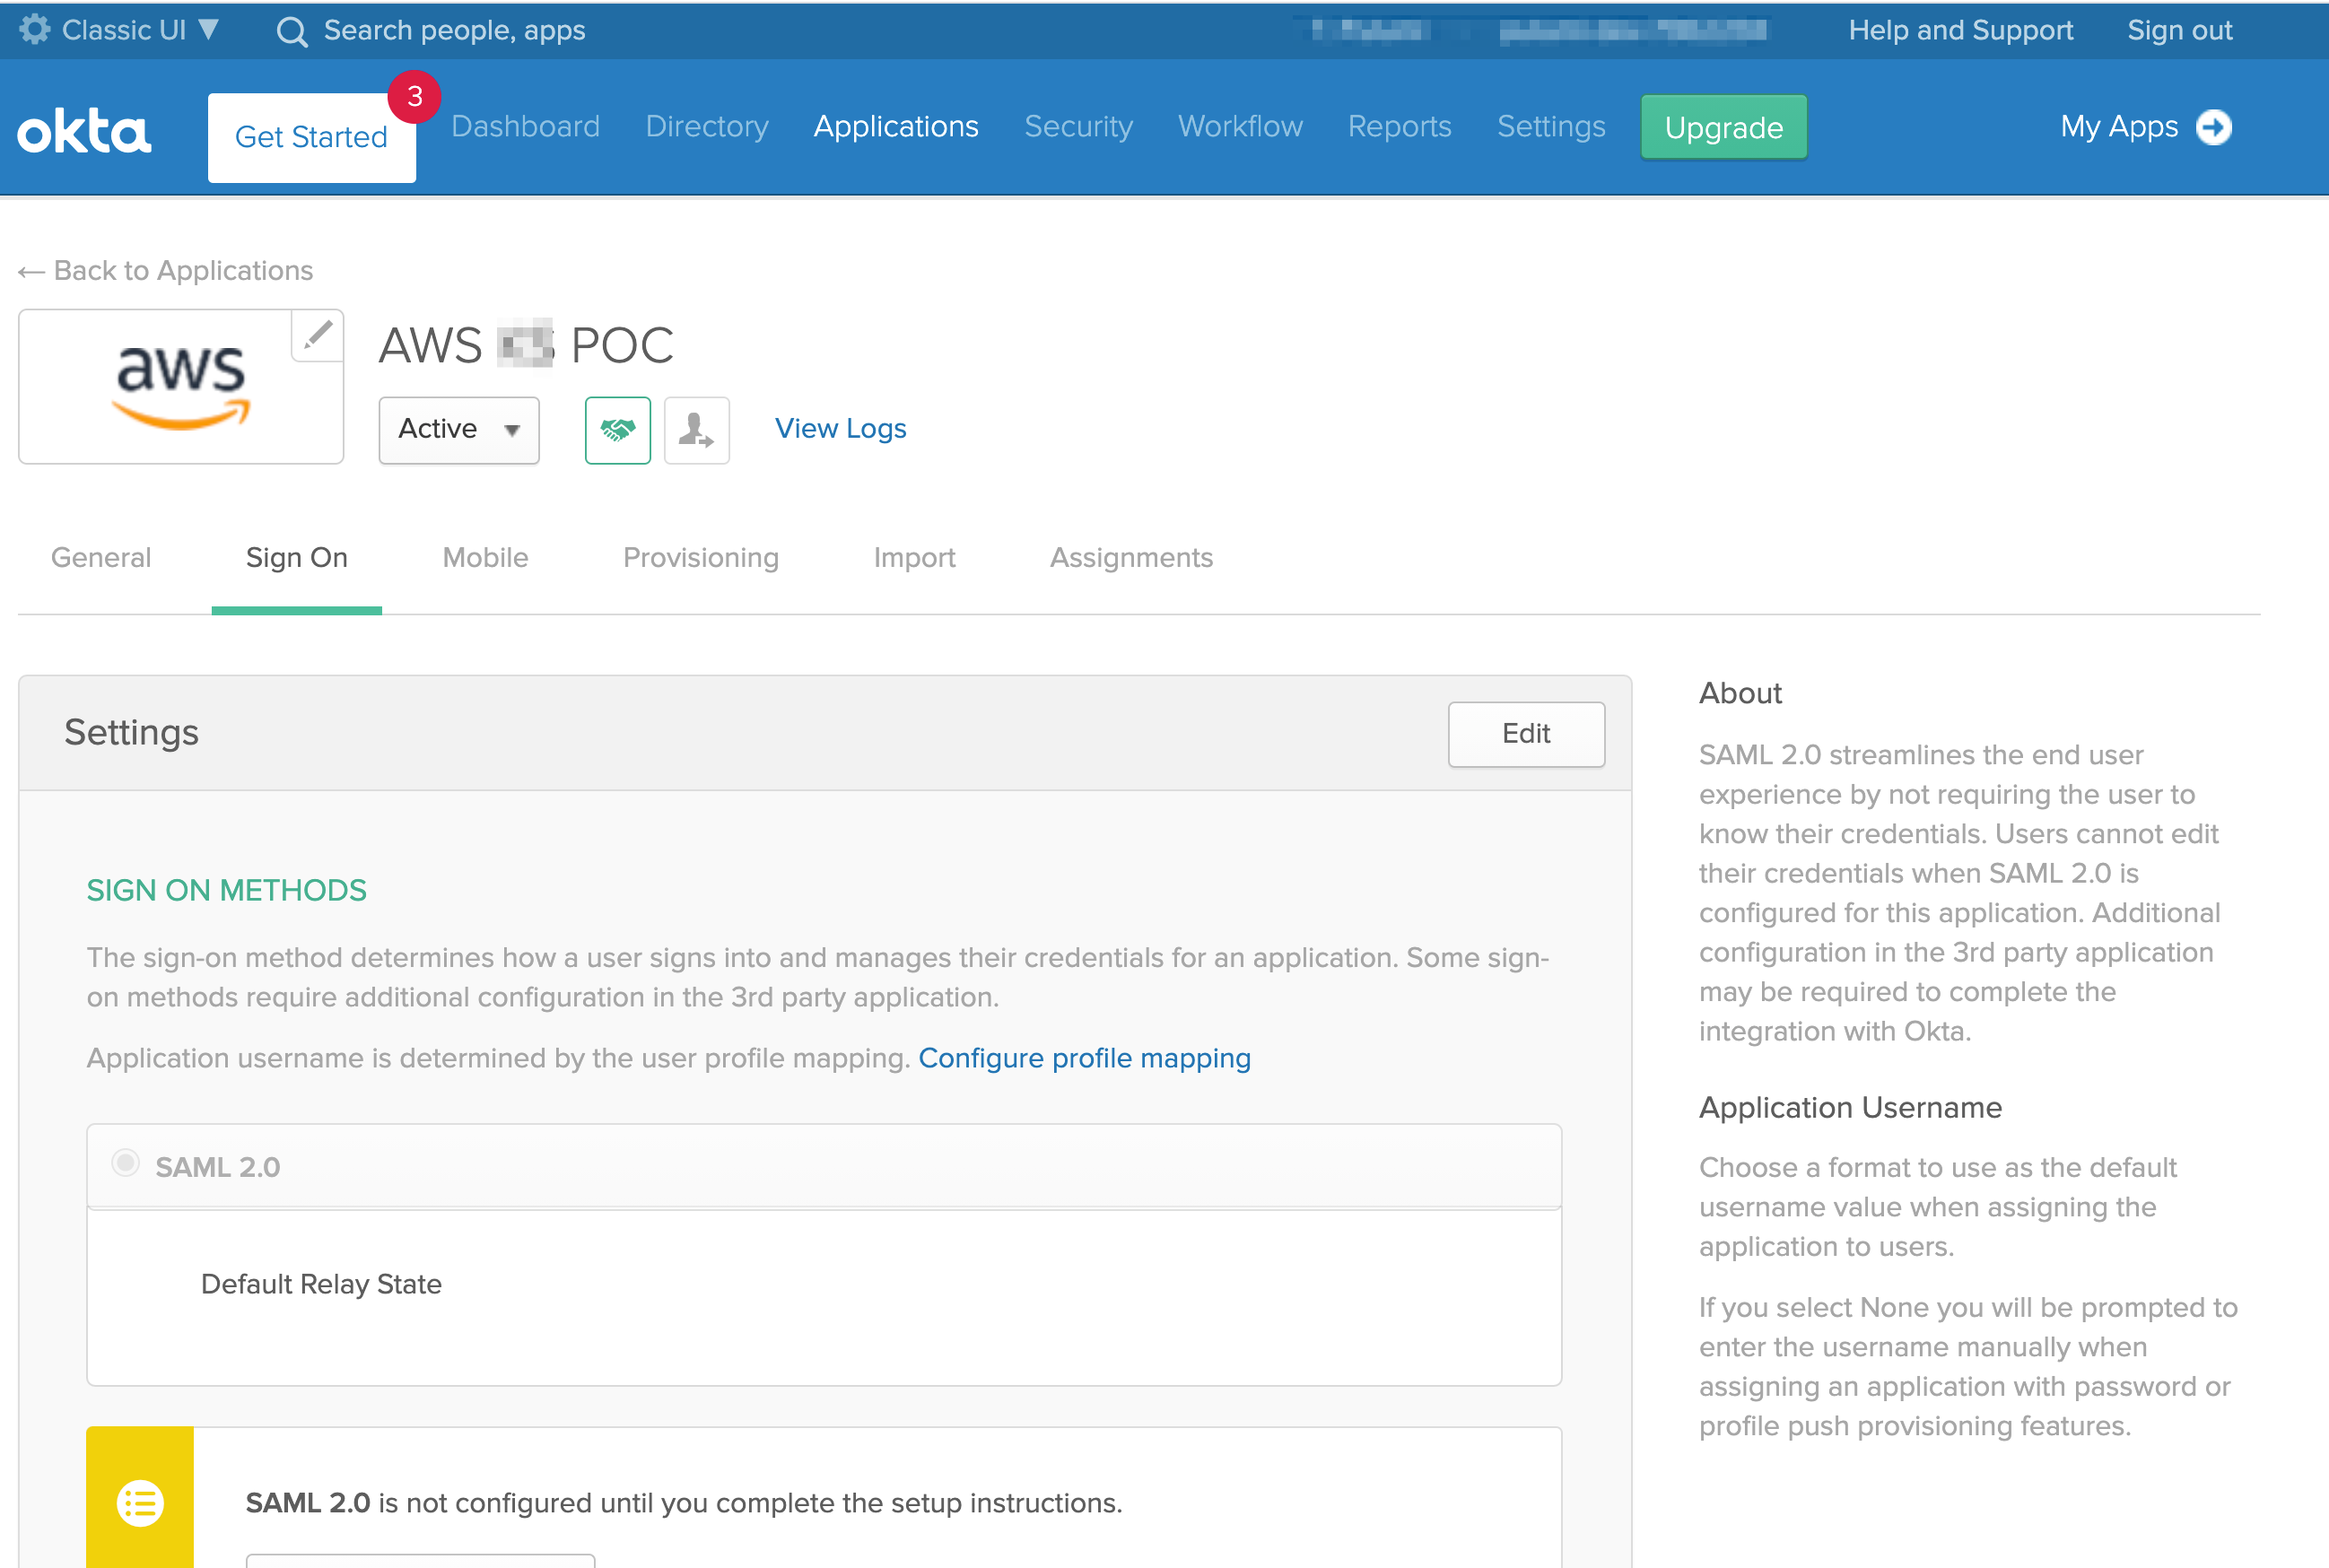 Classic UI
Search people, apps
Help and Support
Sign out
okta
Get Started
3
Dashboard
Directory
Applications
Security
Workflow
Reports
Settings
Upgrade
My Apps
← Back to Applications
aws
AWS POC
Active
View Logs
General
Sign On
Mobile
Provisioning
Import
Assignments
Settings
Edit
SIGN ON METHODS
The sign-on method determines how a user signs into and manages their credentials for an application. Some sign-
on methods require additional configuration in the 3rd party application.
Application username is determined by the user profile mapping. Configure profile mapping
SAML 2.0
Default Relay State
SAML 2.0 is not configured until you complete the setup instructions.
About
SAML 2.0 streamlines the end user
experience by not requiring the user to
know their credentials. Users cannot edit
their credentials when SAML 2.0 is
configured for this application. Additional
configuration in the 3rd party application
may be required to complete the
integration with Okta.
Application Username
Choose a format to use as the default
username value when assigning the
application to users.
If you select None you will be prompted to
enter the username manually when
assigning an application with password or
profile push provisioning features.